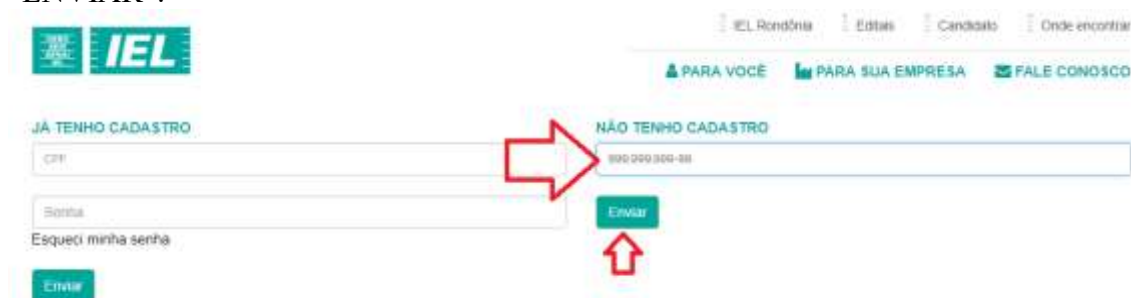 ENVIAR".
IEL
IEL Rondônia Editais Candidato Onde encontrar
PARA VOCÊ PARA SUA EMPRESA FALE CONOSCO
JÁ TENHO CADASTRO
CPF
Senha
Esqueci minha senha
Enviar
NÃO TENHO CADASTRO
999.999.999-99
Enviar